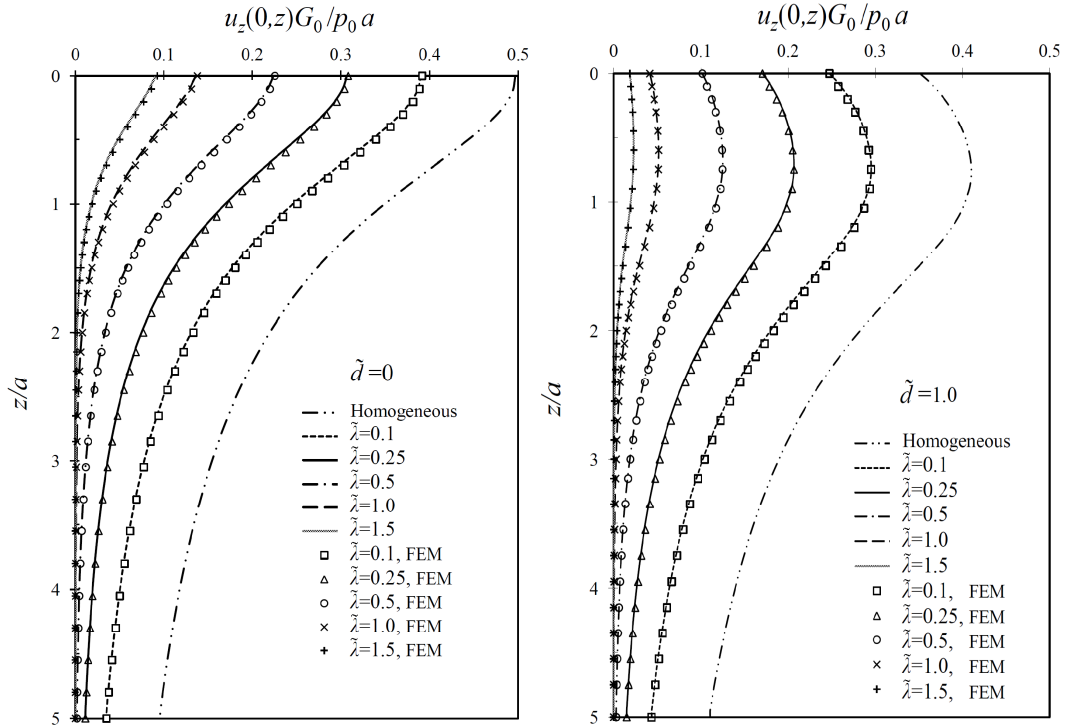 u_z(0,z)G_0/p_0 a
0 0.1 0.2 0.3 0.4 0.5
0
1
2
3
4
5
z/a
d̃=0
Homogeneous
λ̃=0.1
λ̃=0.25
λ̃=0.5
λ̃=1.0
λ̃=1.5
λ̃=0.1, FEM
λ̃=0.25, FEM
λ̃=0.5, FEM
λ̃=1.0, FEM
λ̃=1.5, FEM
u_z(0,z)G_0/p_0 a
0 0.1 0.2 0.3 0.4 0.5
0
1
2
3
4
5
z/a
d̃=1.0
Homogeneous
λ̃=0.1
λ̃=0.25
λ̃=0.5
λ̃=1.0
λ̃=1.5
λ̃=0.1, FEM
λ̃=0.25, FEM
λ̃=0.5, FEM
λ̃=1.0, FEM
λ̃=1.5, FEM